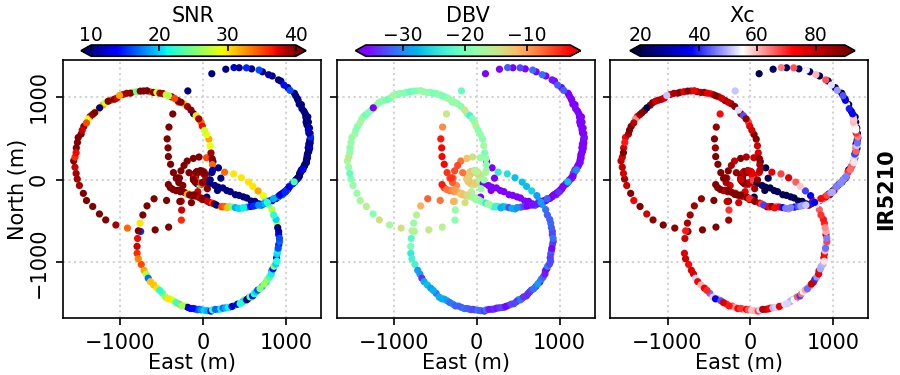 SNR DBV Xc
10 20 30 40 −30 −20 −10 20 40 60 80
North (m)
1000
0
−1000
−1000 0 1000 −1000 0 1000 −1000 0 1000
East (m) East (m) East (m)
IR5210